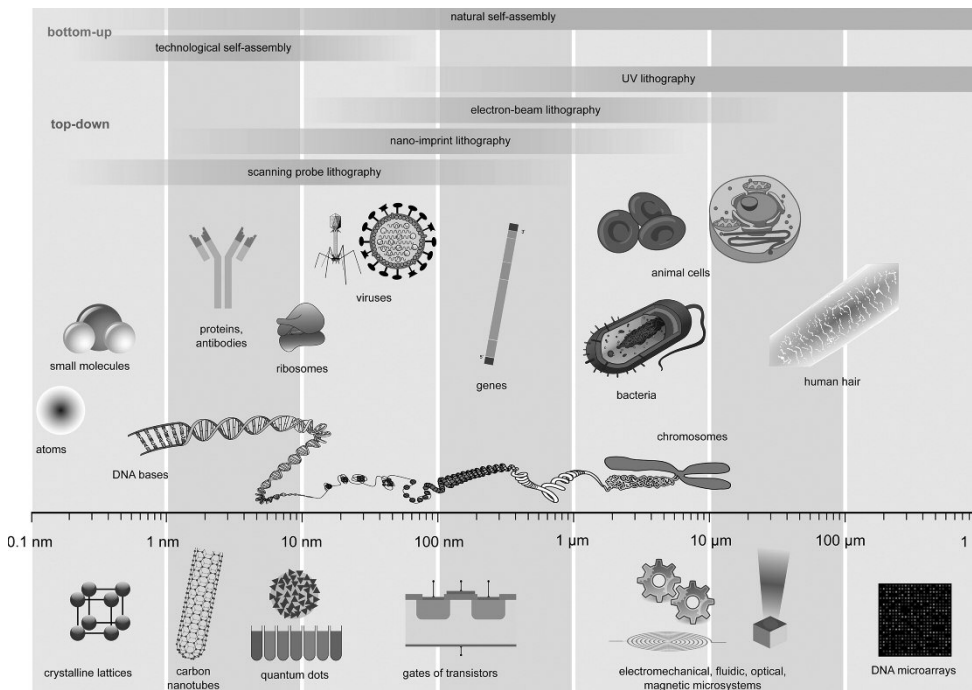 natural self-assembly
bottom-up
technological self-assembly
UV lithography
electron-beam lithography
top-down
nano-imprint lithography
scanning probe lithography
animal cells
viruses
proteins,
antibodies
small molecules
ribosomes
genes
bacteria
human hair
atoms
chromosomes
DNA bases
0.1 nm 1 nm 10 nm 100 nm 1 µm 10 µm 100 µm 1
crystalline lattices
carbon
nanotubes
quantum dots
gates of transistors
electromechanical, fluidic, optical,
magnetic microsystems
DNA microarrays